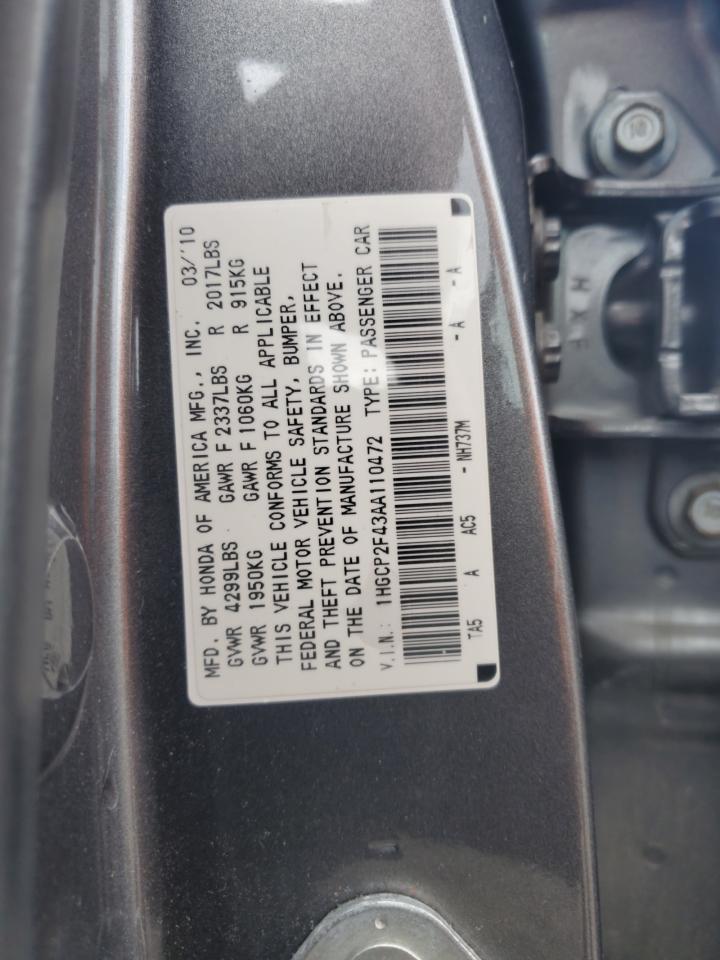 MFD. BY HONDA OF AMERICA MFG., INC. 03/'10
GVWR 4299LBS GAWR F 2337LBS R 2017LBS
GVWR 1950KG GAWR F 1060KG R 915KG
THIS VEHICLE CONFORMS TO ALL APPLICABLE
FEDERAL MOTOR VEHICLE SAFETY, BUMPER,
AND THEFT PREVENTION STANDARDS IN EFFECT
ON THE DATE OF MANUFACTURE SHOWN ABOVE.
V.I.N.: 1HGCP2F43AA110472 TYPE: PASSENGER CAR
TA5 A AC5 - NH737M - A - A
HXF